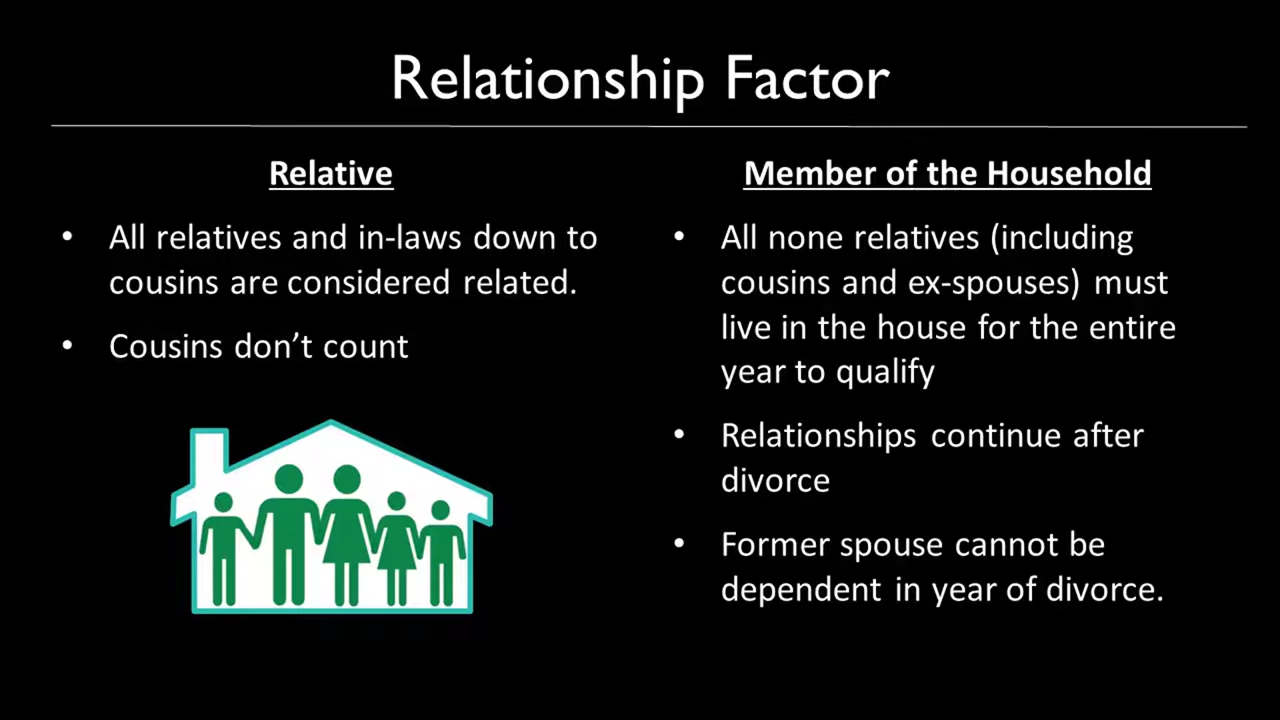 Relationship Factor
Relative
• All relatives and in-laws down to
cousins are considered related.
• Cousins don’t count
Member of the Household
• All none relatives (including
cousins and ex-spouses) must
live in the house for the entire
year to qualify
• Relationships continue after
divorce
• Former spouse cannot be
dependent in year of divorce.